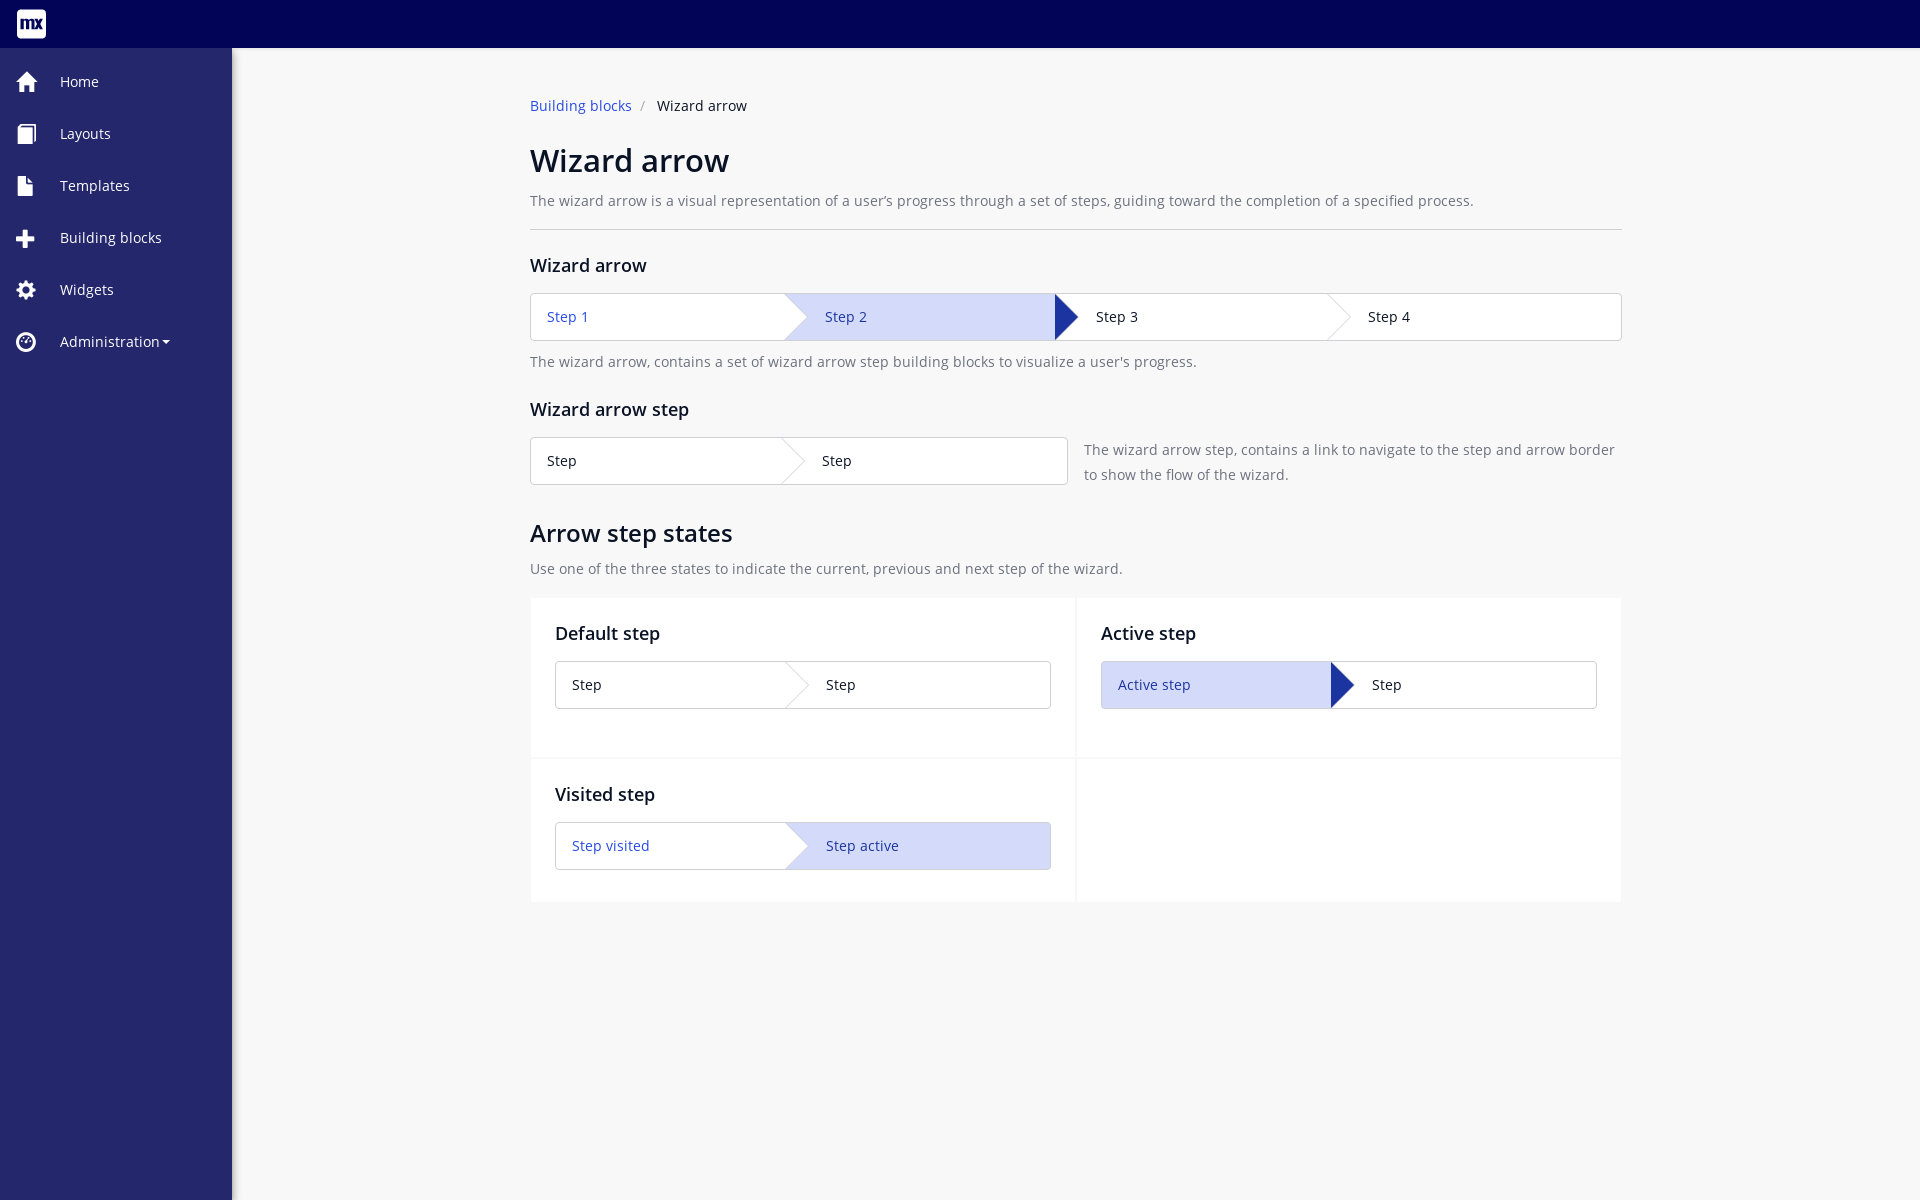 mx
Home
Layouts
Templates
Building blocks
Widgets
Administration
Building blocks / Wizard arrow
Wizard arrow
The wizard arrow is a visual representation of a user’s progress through a set of steps, guiding toward the completion of a specified process.
Wizard arrow
Step 1 Step 2 Step 3 Step 4
The wizard arrow, contains a set of wizard arrow step building blocks to visualize a user's progress.
Wizard arrow step
Step Step
The wizard arrow step, contains a link to navigate to the step and arrow border
to show the flow of the wizard.
Arrow step states
Use one of the three states to indicate the current, previous and next step of the wizard.
Default step
Step Step
Active step
Active step Step
Visited step
Step visited Step active